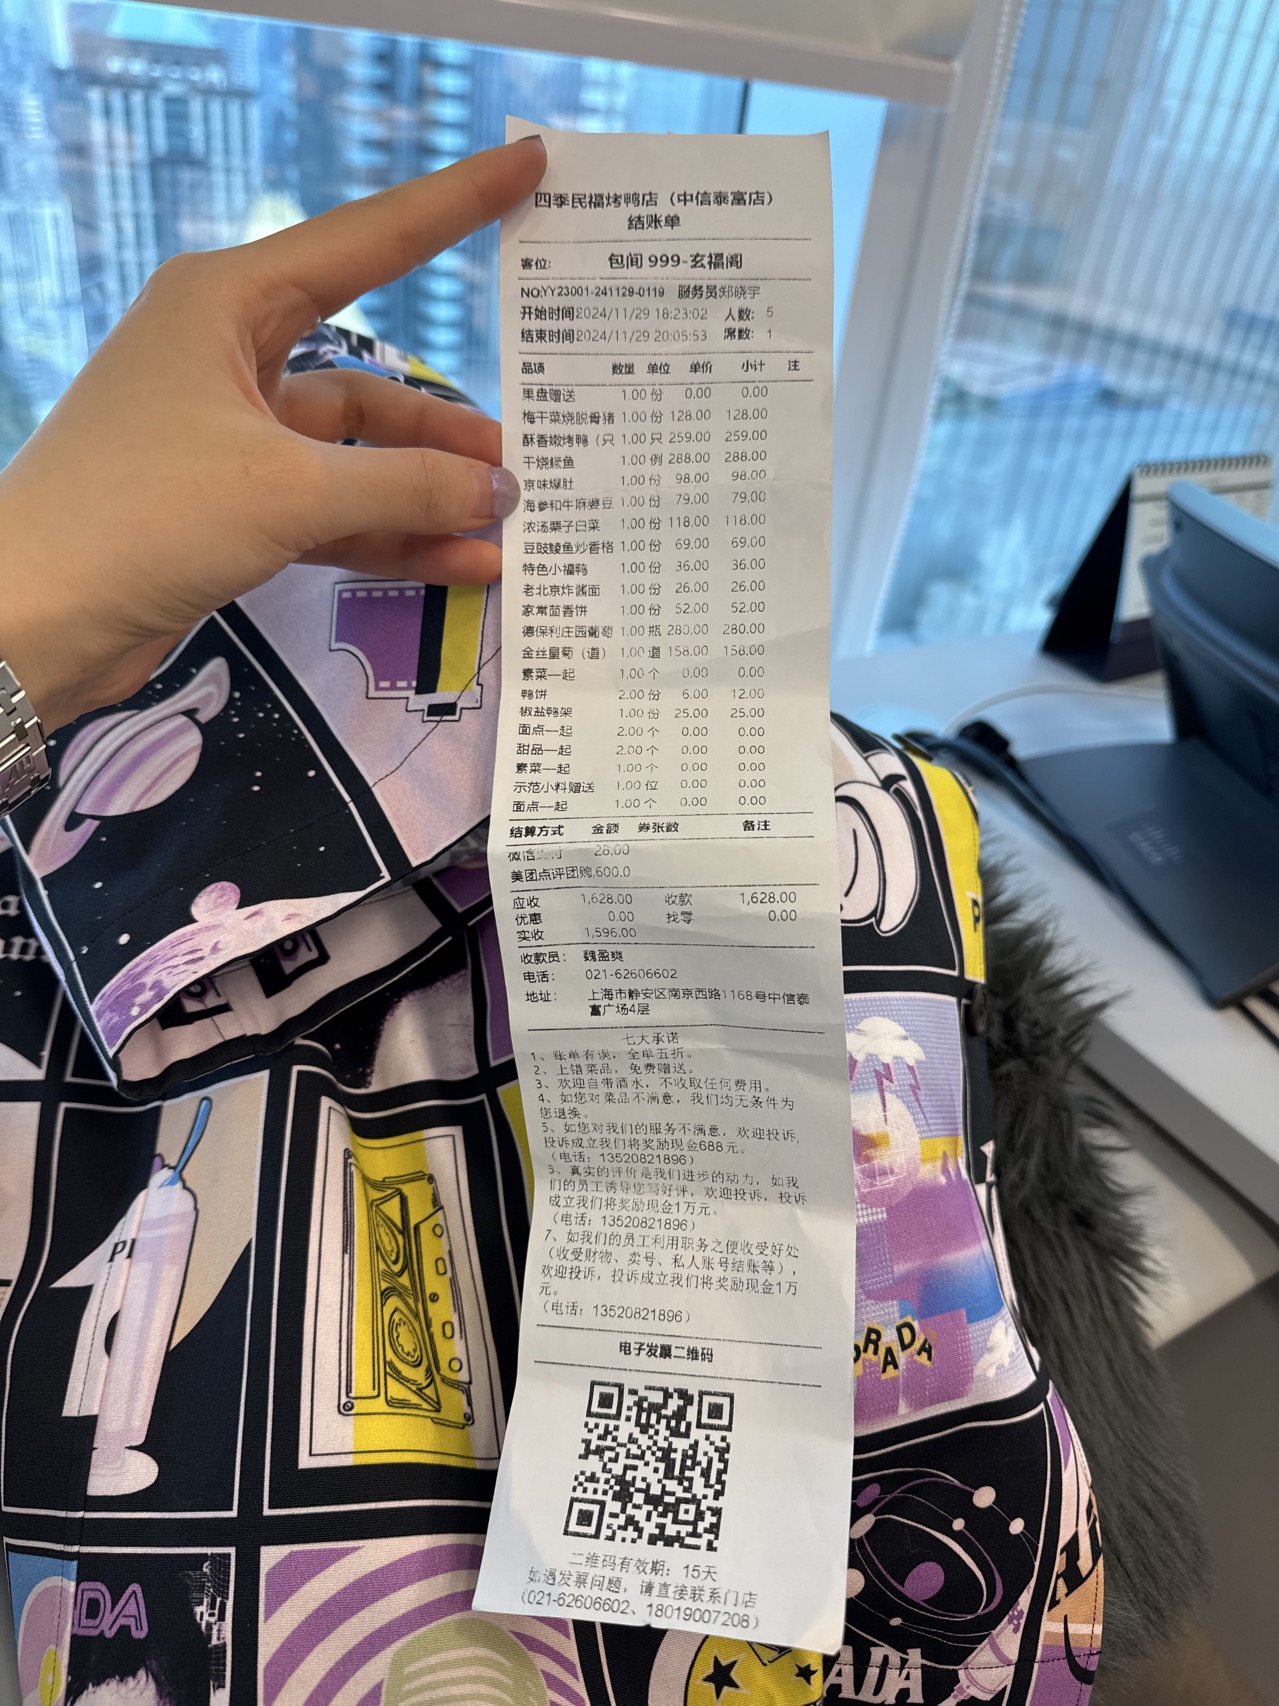 四季民福烤鸭店（中信泰富店）
结账单
客位: 包间 999-玄福阁
NO:YY23001-241129-0119 服务员:郑晓宇
开始时间2024/11/29 18:23:02 人数: 5
结束时间2024/11/29 20:05:53 席数: 1
品项 数量 单位 单价 小计 注
果盘赠送 1.00 份 0.00 0.00
梅干菜烧脱骨猪 1.00 份 128.00 128.00
酥香嫩烤鸭（只 1.00 只 259.00 259.00
干烧鳜鱼 1.00 例 288.00 288.00
京味爆肚 1.00 份 98.00 98.00
海参和牛麻婆豆 1.00 份 79.00 79.00
浓汤栗子白菜 1.00 份 118.00 118.00
豆豉鲮鱼炒香格 1.00 份 69.00 69.00
特色小福鸭 1.00 份 36.00 36.00
老北京炸酱面 1.00 份 26.00 26.00
家常茴香饼 1.00 份 52.00 52.00
德保利庄园葡萄 1.00 瓶 280.00 280.00
金丝皇菊（道） 1.00 道 158.00 158.00
素菜一起 1.00 个 0.00 0.00
鸭饼 2.00 份 6.00 12.00
椒盐鸭架 1.00 份 25.00 25.00
面点一起 2.00 个 0.00 0.00
甜品一起 2.00 个 0.00 0.00
素菜一起 1.00 个 0.00 0.00
示范小料赠送 1.00 位 0.00 0.00
面点一起 1.00 个 0.00 0.00
结算方式 金额 券张数 备注
微信支付 28.00
美团点评团购,600.0
应收 1,628.00 收款 1,628.00
优惠 0.00 找零 0.00
实收 1,596.00
收款员: 魏盈爽
电话: 021-62606602
地址: 上海市静安区南京西路1168号中信泰
富广场4层
七大承诺
1、账单有误，全单五折。
2、上错菜品，免费赠送。
3、欢迎自带酒水，不收取任何费用。
4、如您对菜品不满意，我们均无条件为
您退换。
5、如您对我们的服务不满意，欢迎投诉,
投诉成立我们将奖励现金688元。
（电话：13520821896）
6、真实的评价是我们进步的动力，如我
们的员工诱导您写好评，欢迎投诉，投诉
成立我们将奖励现金1万元。
（电话：13520821896）
7、如我们的员工利用职务之便收受好处
（收受财物、卖号、私人账号结账等），
欢迎投诉，投诉成立我们将奖励现金1万
元。
（电话：13520821896）
电子发票二维码
二维码有效期：15天
如遇发票问题，请直接联系门店
（021-62606602、18019007208）
PRADA
DA
ADA